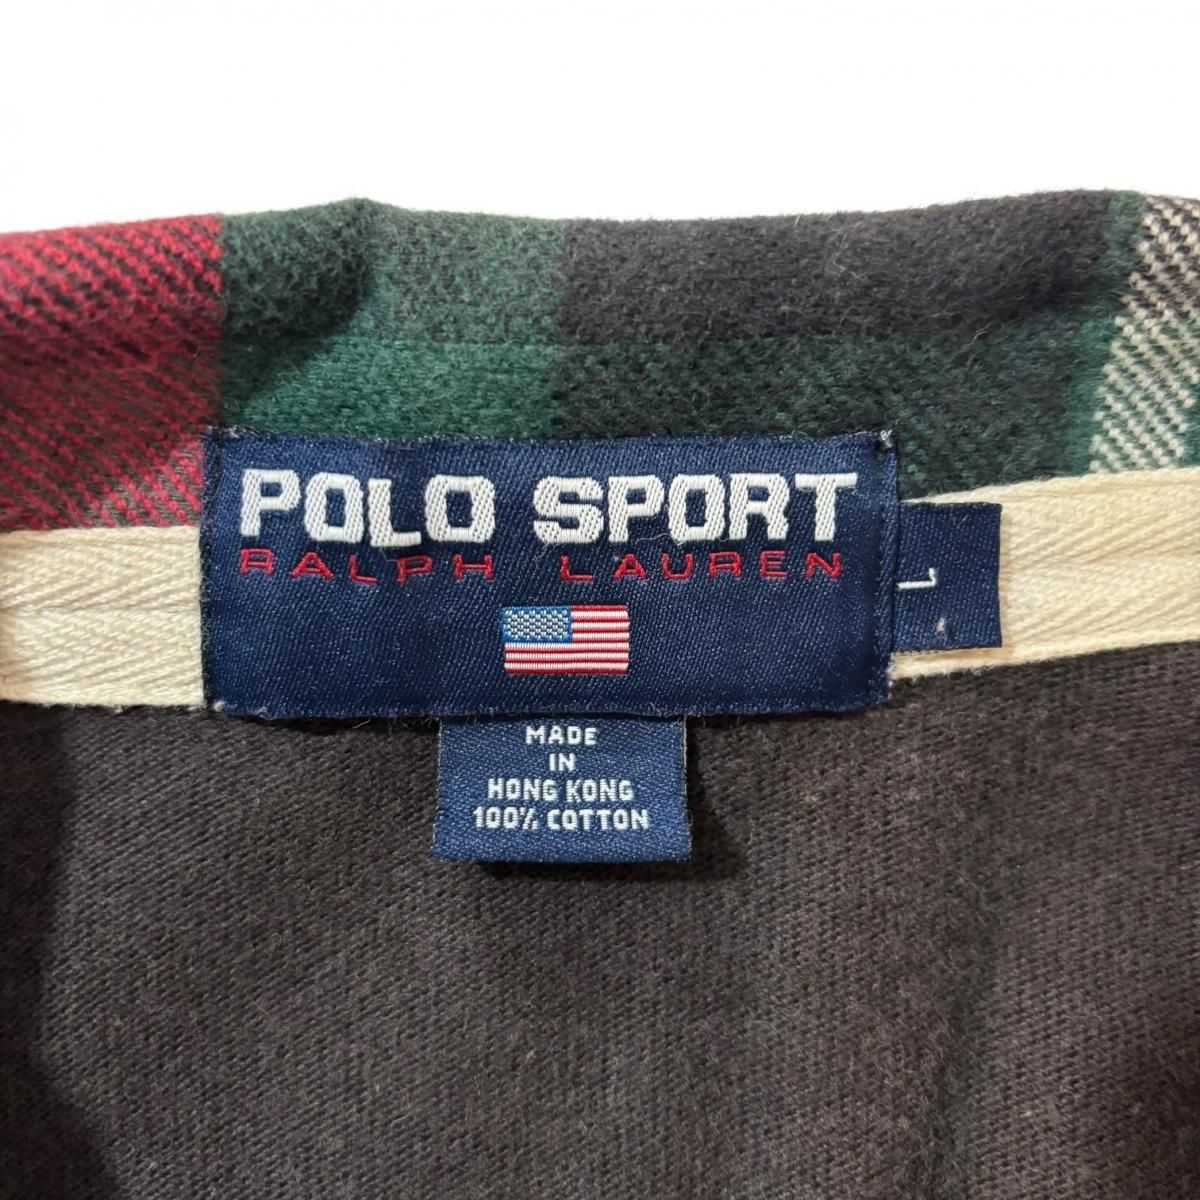 POLO SPORT
RALPH LAUREN
L
MADE
IN
HONG KONG
100% COTTON